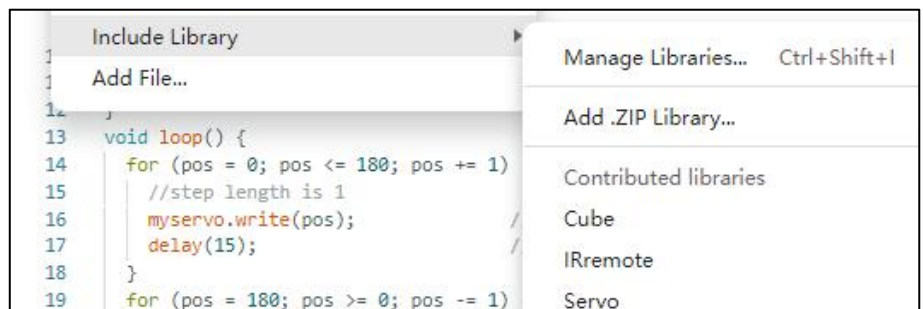 Include Library
Add File...
Manage Libraries... Ctrl+Shift+I
Add .ZIP Library...
Contributed libraries
Cube
IRremote
Servo
12 }
13 void loop() {
14 for (pos = 0; pos <= 180; pos += 1)
15 //step length is 1
16 myservo.write(pos); /
17 delay(15); /
18 }
19 for (pos = 180; pos >= 0; pos -= 1)